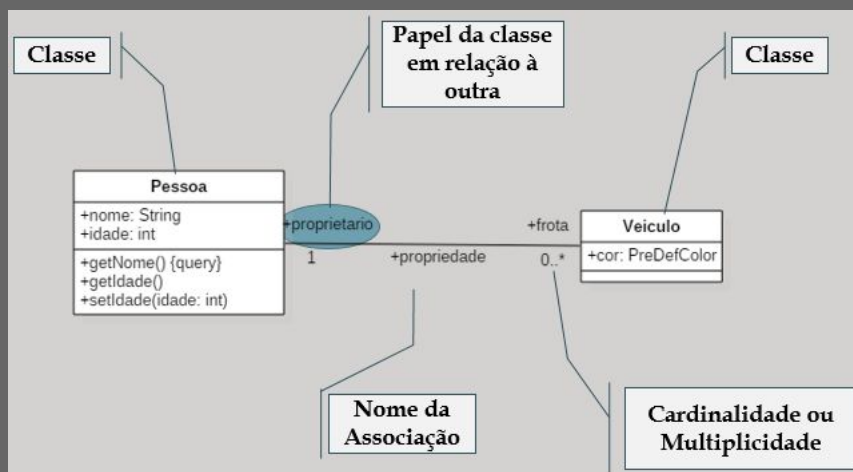 Classe
Papel da classe
em relação à
outra
Classe
Pessoa
+nome: String
+idade: int
+getNome() {query}
+getIdade()
+setIdade(idade: int)
+proprietario
1
+propriedade
+frota
0..*
Veiculo
+cor: PreDefColor
Nome da
Associação
Cardinalidade ou
Multiplicidade